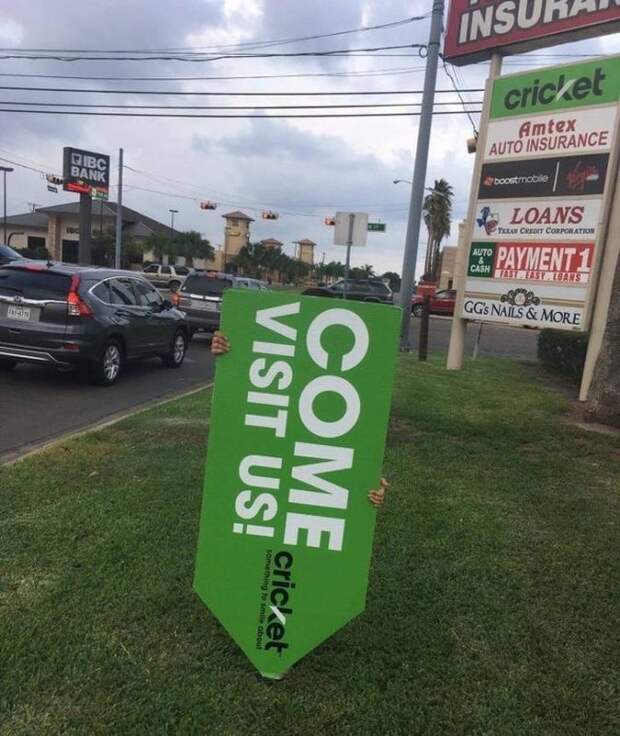 INSURAN
cricket
Amtex
AUTO INSURANCE
boostmobile
LOANS
TEXAN CREDIT CORPORATION
AUTO & CASH
PAYMENT 1
FAST. EASY. LOANS
GG's NAILS & MORE
IBC
BANK
COME
VISIT US!
cricket
something to smile about